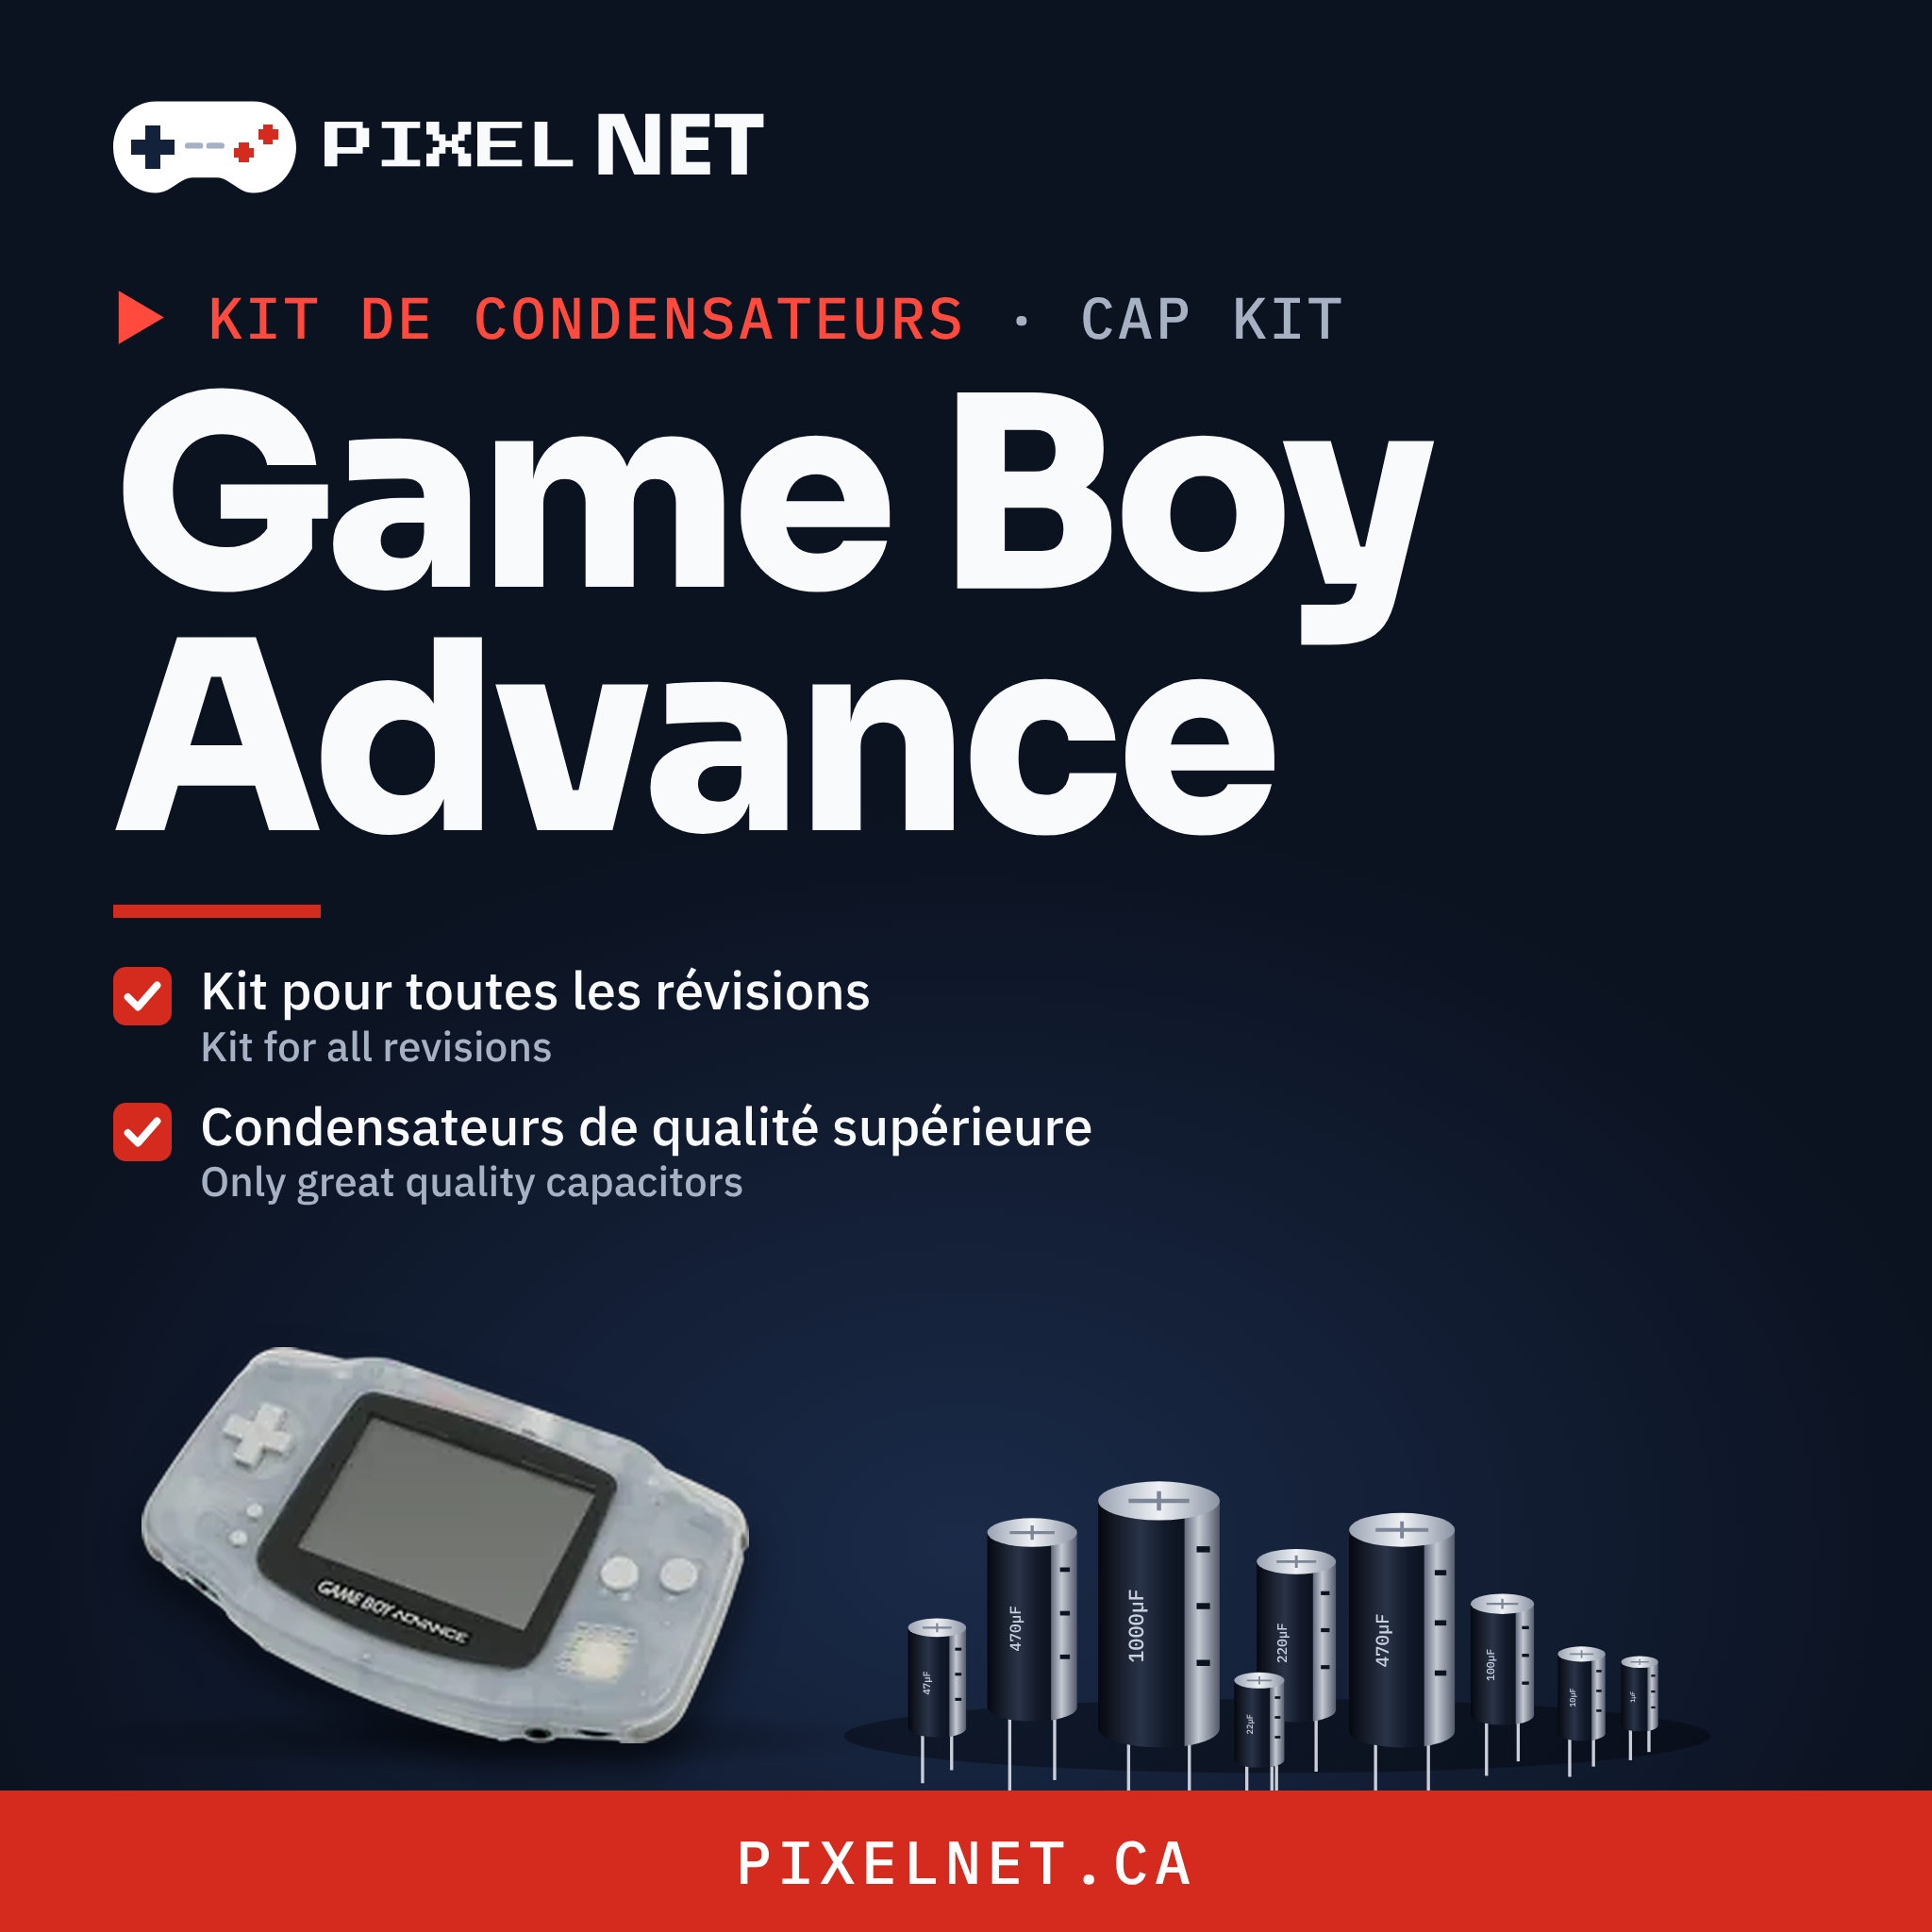 PIXEL NET
KIT DE CONDENSATEURS · CAP KIT
Game Boy
Advance
Kit pour toutes les révisions
Kit for all revisions
Condensateurs de qualité supérieure
Only great quality capacitors
GAME BOY ADVANCE
47µF
470µF
1000µF
22µF
220µF
470µF
100µF
10µF
1µF
PIXELNET.CA